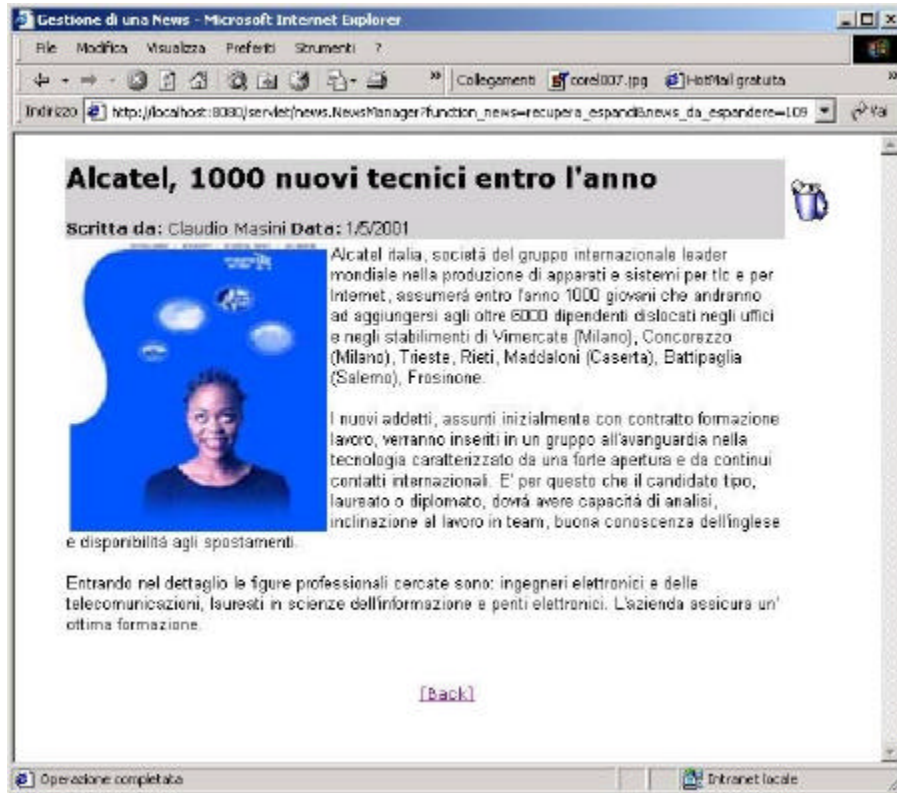 Gestione di una News - Microsoft Internet Explorer
File Modifica Visualizza Preferiti Strumenti ?
» Collegamenti corel007.jpg HotMail gratuita »
Indirizzo http://localhost:8080/servlet/news.NewsManager?function_news=recupera_espandi&news_da_espandere=109 Vai
Alcatel, 1000 nuovi tecnici entro l'anno
Scritta da: Claudio Masini Data: 1/5/2001
Alcatel italia, societá del gruppo internazionale leader
mondiale nella produzione di apparati e sistemi per tlc e per
Internet, assumerá entro l'anno 1000 giovani che andranno
ad aggiungersi agli oltre 6000 dipendenti dislocati negli uffici
e negli stabilimenti di Vimercate (Milano), Concorezzo
(Milano), Trieste, Rieti, Maddaloni (Caserta), Battipaglia
(Salerno), Frosinone.
I nuovi addetti, assunti inizialmente con contratto formazione
lavoro, verranno inseriti in un gruppo all'avanguardia nella
tecnologia caratterizzato da una forte apertura e da continui
contatti internazionali. E' per questo che il candidato tipo,
laureato o diplomato, dovrá avere capacitá di analisi,
inclinazione al lavoro in team, buona conoscenza dell'inglese
e disponibilitá agli spostamenti.
Entrando nel dettaglio le figure professionali cercate sono: ingegneri elettronici e delle
telecomunicazioni, laureati in scienze dell'informazione e periti elettronici. L'azienda assicura un'
ottima formazione.
[Back]
Operazione completata
Intranet locale